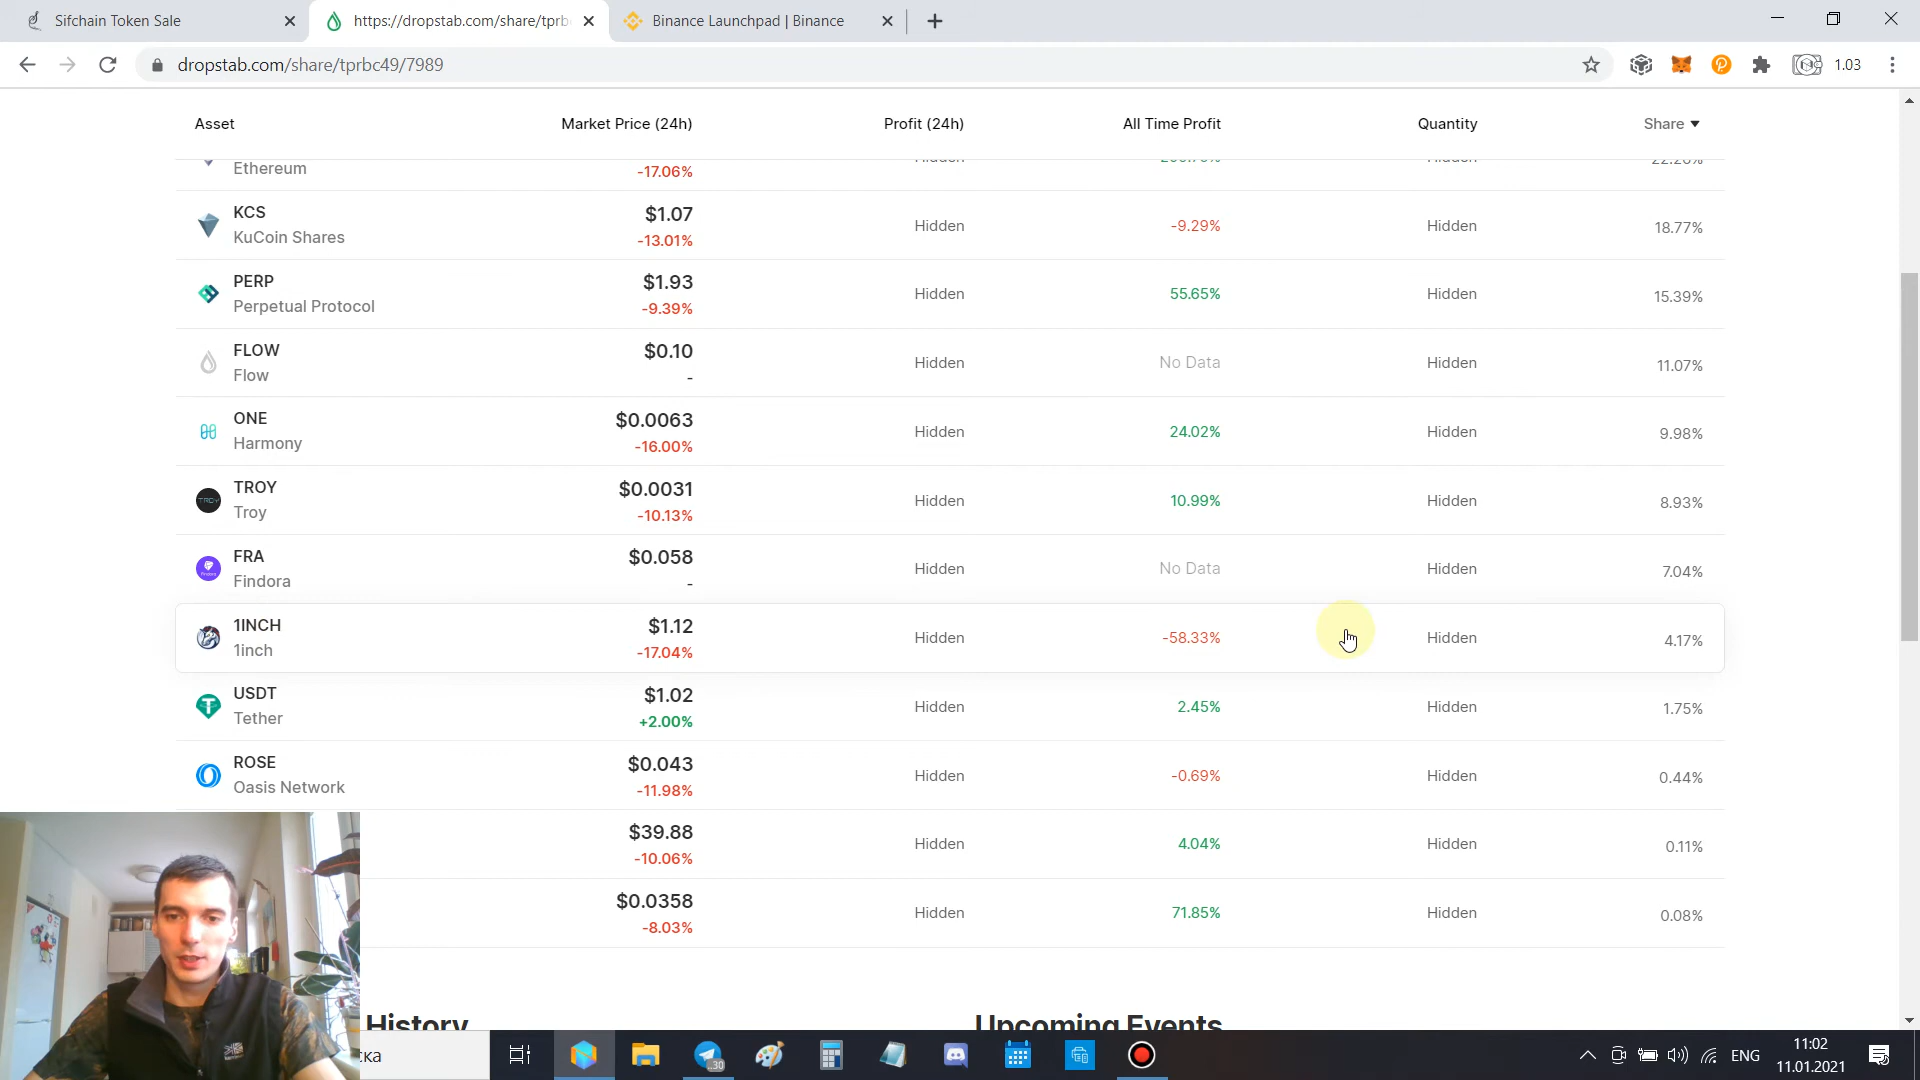 Sifchain Token Sale
https://dropstab.com/share/tprb
Binance Launchpad | Binance
dropstab.com/share/tprbc49/7989
1.03
Asset Market Price (24h) Profit (24h) All Time Profit Quantity Share
Ethereum
-17.06%
KCS
KuCoin Shares
$1.07
-13.01%
Hidden
-9.29%
Hidden
18.77%
PERP
Perpetual Protocol
$1.93
-9.39%
Hidden
55.65%
Hidden
15.39%
FLOW
Flow
$0.10
-
Hidden
No Data
Hidden
11.07%
ONE
Harmony
$0.0063
-16.00%
Hidden
24.02%
Hidden
9.98%
TROY
Troy
$0.0031
-10.13%
Hidden
10.99%
Hidden
8.93%
FRA
Findora
$0.058
-
Hidden
No Data
Hidden
7.04%
1INCH
1inch
$1.12
-17.04%
Hidden
-58.33%
Hidden
4.17%
USDT
Tether
$1.02
+2.00%
Hidden
2.45%
Hidden
1.75%
ROSE
Oasis Network
$0.043
-11.98%
Hidden
-0.69%
Hidden
0.44%
$39.88
-10.06%
Hidden
4.04%
Hidden
0.11%
$0.0358
-8.03%
Hidden
71.85%
Hidden
0.08%
History
Upcoming Events
ска
30
ENG
11:02
11.01.2021